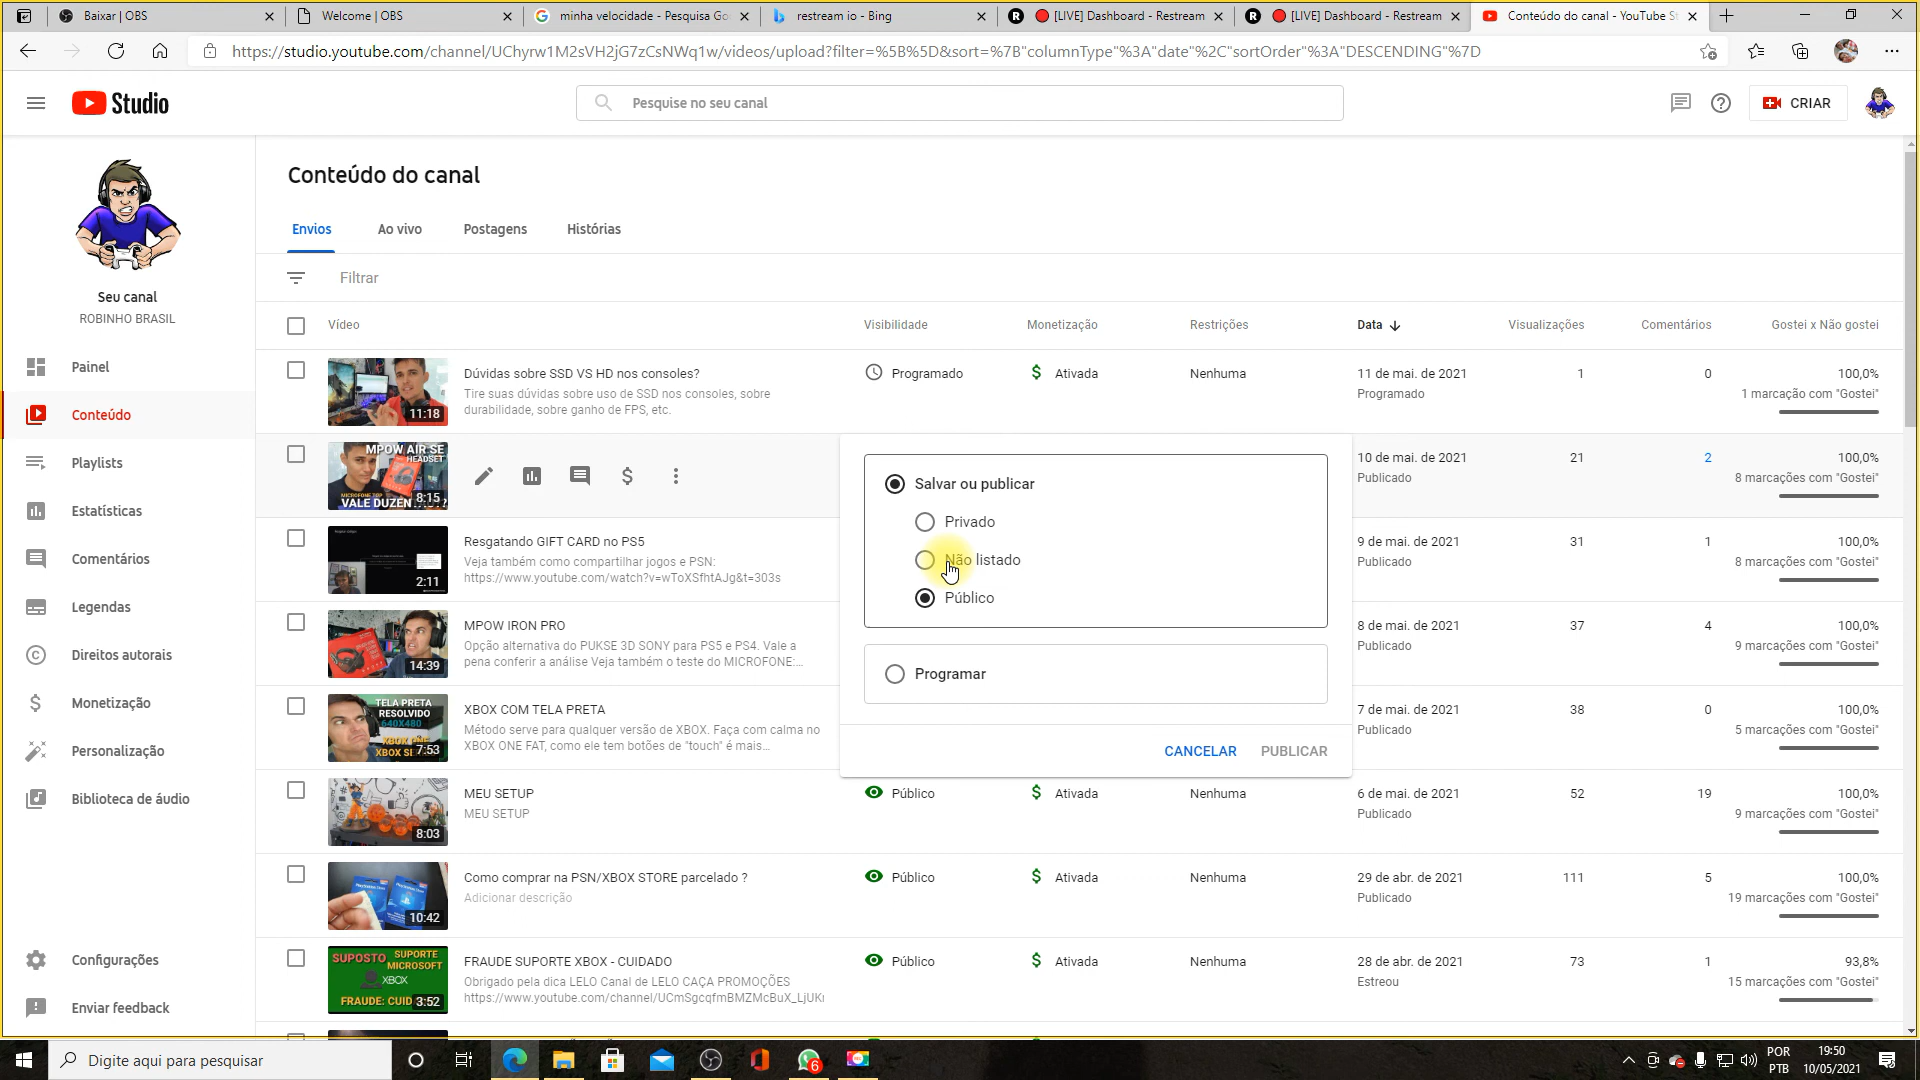 Baixar | OBS
Welcome | OBS
minha velocidade - Pesquisa Go
restream io - Bing
[LIVE] Dashboard - Restream
[LIVE] Dashboard - Restream
Conteúdo do canal - YouTube St
https://studio.youtube.com/channel/UChyrw1M2sVH2jG7zCsNWq1w/videos/upload?filter=%5B%5D&sort=%7B"columnType"%3A"date"%2C"sortOrder"%3A"DESCENDING"%7D
Studio
Pesquise no seu canal
CRIAR
Conteúdo do canal
Envios
Ao vivo
Postagens
Histórias
Filtrar
Seu canal
ROBINHO BRASIL
Painel
Conteúdo
Playlists
Estatísticas
Comentários
Legendas
Direitos autorais
Monetização
Personalização
Biblioteca de áudio
Configurações
Enviar feedback
Vídeo
Visibilidade
Monetização
Restrições
Data
Visualizações
Comentários
Gostei x Não gostei
11:18
Dúvidas sobre SSD VS HD nos consoles?
Tire suas dúvidas sobre uso de SSD nos consoles, sobre
durabilidade, sobre ganho de FPS, etc.
Programado
Ativada
Nenhuma
11 de mai. de 2021
Programado
1
0
100,0%
1 marcação com "Gostei"
MPOW AIR SE
HEADSET
8:15
10 de mai. de 2021
Publicado
21
2
100,0%
8 marcações com "Gostei"
Salvar ou publicar
Privado
Não listado
Público
Programar
CANCELAR
PUBLICAR
2:11
Resgatando GIFT CARD no PS5
Veja também como compartilhar jogos e PSN:
https://www.youtube.com/watch?v=wToXSfhtAJg&t=303s
9 de mai. de 2021
Publicado
31
1
100,0%
8 marcações com "Gostei"
14:39
MPOW IRON PRO
Opção alternativa do PUKSE 3D SONY para PS5 e PS4. Vale a
pena conferir a análise Veja também o teste do MICROFONE:...
8 de mai. de 2021
Publicado
37
4
100,0%
9 marcações com "Gostei"
TELA PRETA
RESOLVIDO
640X480
7:53
XBOX COM TELA PRETA
Método serve para qualquer versão de XBOX. Faça com calma no
XBOX ONE FAT, como ele tem botões de "touch" é mais...
7 de mai. de 2021
Publicado
38
0
100,0%
5 marcações com "Gostei"
8:03
MEU SETUP
MEU SETUP
Público
Ativada
Nenhuma
6 de mai. de 2021
Publicado
52
19
100,0%
9 marcações com "Gostei"
10:42
Como comprar na PSN/XBOX STORE parcelado ?
Adicionar descrição
Público
Ativada
Nenhuma
29 de abr. de 2021
Publicado
111
5
100,0%
19 marcações com "Gostei"
SUPOSTO SUPORTE
MICROSOFT
XBOX
FRAUDE:
3:52
FRAUDE SUPORTE XBOX - CUIDADO
Obrigado pela dica LELO Canal de LELO CAÇA PROMOÇÕES
https://www.youtube.com/channel/UCmSgcqfmBMZMcBuX_LjUKi
Público
Ativada
Nenhuma
28 de abr. de 2021
Estreou
73
1
93,8%
15 marcações com "Gostei"
Digite aqui para pesquisar
6
POR
PTB
19:50
10/05/2021